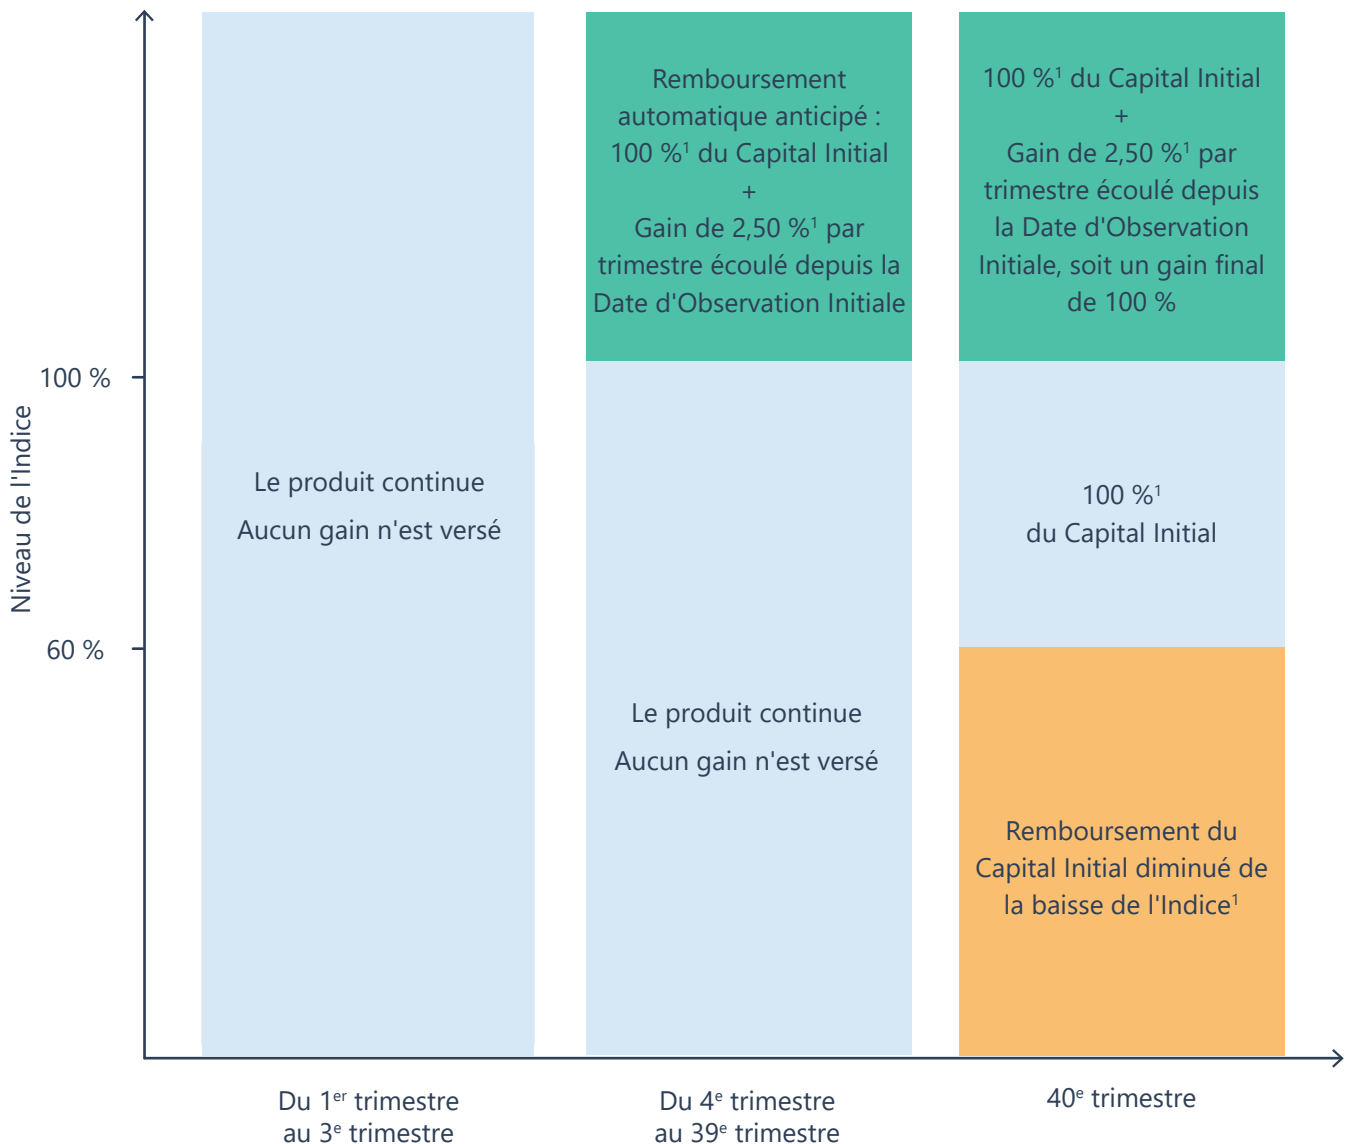 Niveau de l'Indice
100 %
60 %
Le produit continue
Aucun gain n'est versé
Du 1er trimestre
au 3e trimestre
Remboursement
automatique anticipé :
100 %¹ du Capital Initial
+
Gain de 2,50 %¹ par
trimestre écoulé depuis la
Date d'Observation Initiale
Le produit continue
Aucun gain n'est versé
Du 4e trimestre
au 39e trimestre
100 %¹ du Capital Initial
+
Gain de 2,50 %¹ par
trimestre écoulé depuis
la Date d'Observation
Initiale, soit un gain final
de 100 %
100 %¹
du Capital Initial
Remboursement du
Capital Initial diminué de
la baisse de l'Indice¹
40e trimestre